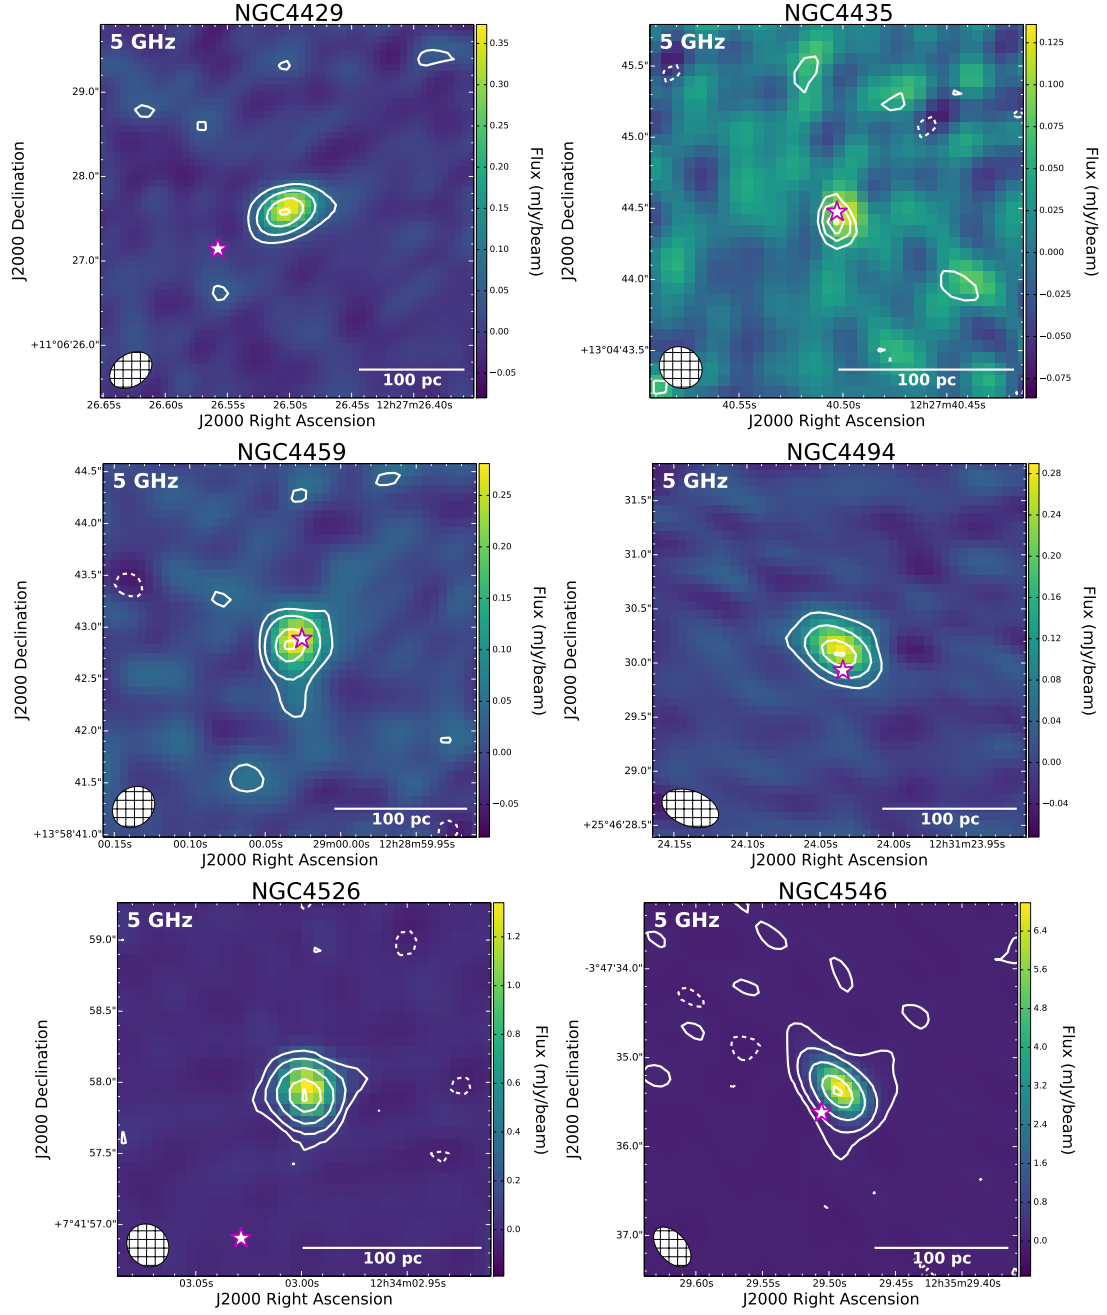 NGC4429
5 GHz
29.0"
28.0"
27.0"
+11°06'26.0"
J2000 Declination
26.65s 26.60s 26.55s 26.50s 26.45s 12h27m26.40s
J2000 Right Ascension
100 pc
0.35
0.30
0.25
0.20
0.15
0.10
0.05
0.00
−0.05
Flux (mJy/beam)
NGC4435
5 GHz
45.5"
45.0"
44.5"
44.0"
+13°04'43.5"
J2000 Declination
40.55s 40.50s 12h27m40.45s
J2000 Right Ascension
100 pc
0.125
0.100
0.075
0.050
0.025
0.000
−0.025
−0.050
−0.075
Flux (mJy/beam)
NGC4459
5 GHz
44.5"
44.0"
43.5"
43.0"
42.5"
42.0"
41.5"
+13°58'41.0"
J2000 Declination
00.15s 00.10s 00.05s 29m00.00s 12h28m59.95s
J2000 Right Ascension
100 pc
0.25
0.20
0.15
0.10
0.05
0.00
−0.05
Flux (mJy/beam)
NGC4494
5 GHz
31.5"
31.0"
30.5"
30.0"
29.5"
29.0"
+25°46'28.5"
J2000 Declination
24.15s 24.10s 24.05s 24.00s 12h31m23.95s
J2000 Right Ascension
100 pc
0.28
0.24
0.20
0.16
0.12
0.08
0.04
0.00
−0.04
Flux (mJy/beam)
NGC4526
5 GHz
59.0"
58.5"
58.0"
57.5"
+7°41'57.0"
J2000 Declination
03.05s 03.00s 12h34m02.95s
J2000 Right Ascension
100 pc
1.2
1.0
0.8
0.6
0.4
0.2
0.0
Flux (mJy/beam)
NGC4546
5 GHz
-3°47'34.0"
35.0"
36.0"
37.0"
J2000 Declination
29.60s 29.55s 29.50s 29.45s 12h35m29.40s
J2000 Right Ascension
100 pc
6.4
5.6
4.8
4.0
3.2
2.4
1.6
0.8
0.0
Flux (mJy/beam)